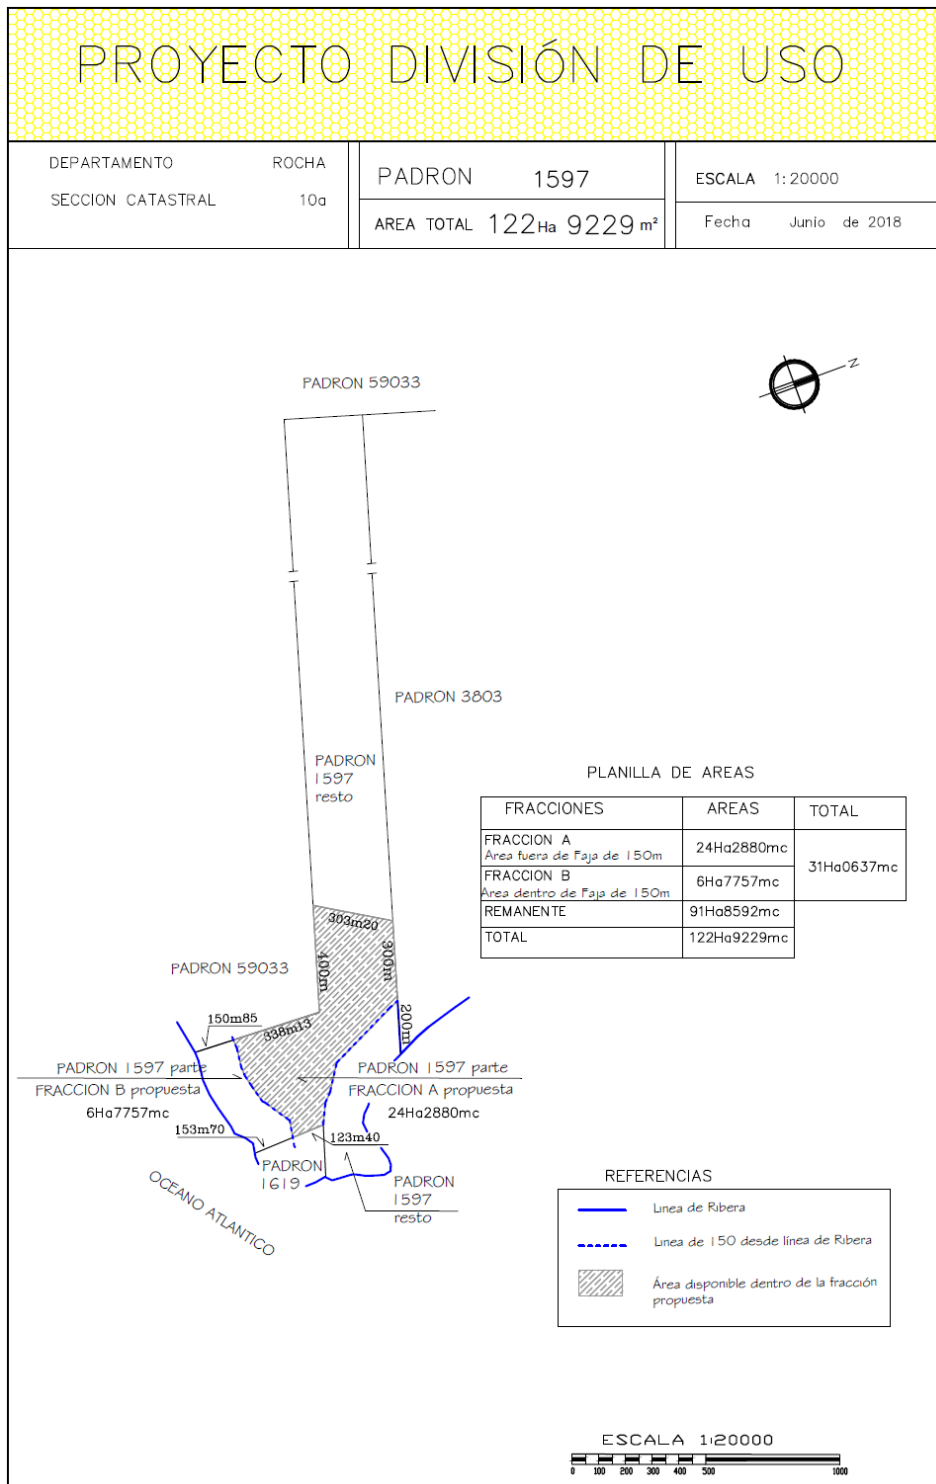 PROYECTO DIVISIÓN DE USO
DEPARTAMENTO ROCHA
SECCION CATASTRAL 10a
PADRON 1597
AREA TOTAL 122Ha 9229 m²
ESCALA 1:20000
Fecha Junio de 2018
N
PADRON 59033
PADRON 3803
PADRON
1597
resto
PLANILLA DE AREAS
FRACCIONES AREAS TOTAL
FRACCION A
Area fuera de Faja de 150m
24Ha2880mc
31Ha0637mc
FRACCION B
Area dentro de Faja de 150m
6Ha7757mc
REMANENTE 91Ha8592mc
TOTAL 122Ha9229mc
303m20
400m
300m
PADRON 59033
150m85
338m13
200m
PADRON 1597 parte
FRACCION B propuesta
6Ha7757mc
PADRON 1597 parte
FRACCION A propuesta
24Ha2880mc
153m70
123m40
PADRON
1619
PADRON
1597
resto
OCEANO ATLANTICO
REFERENCIAS
Linea de Ribera
Linea de 150 desde línea de Ribera
Área disponible dentro de la fracción
propuesta
ESCALA 1:20000
0 100 200 300 400 500 1000